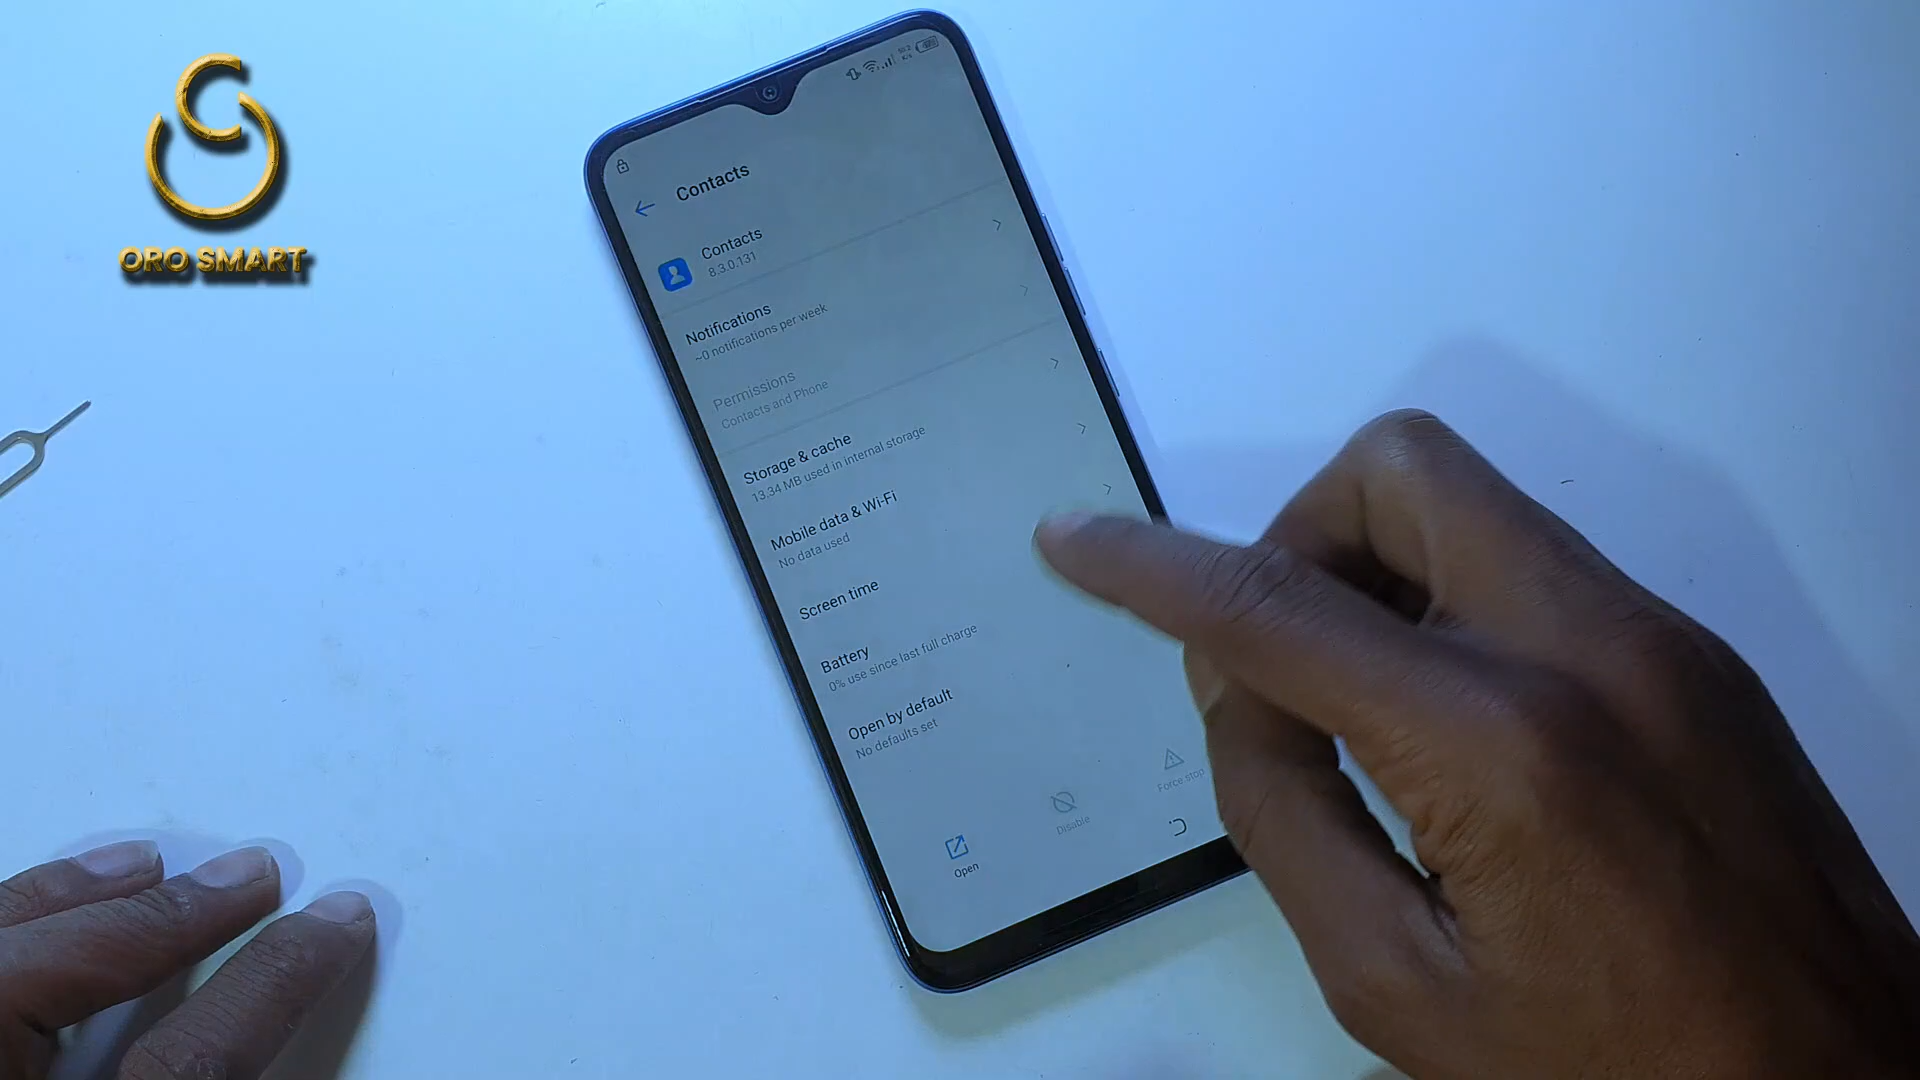 ORO SMART
Contacts
Contacts
8.3.0.131
Notifications
~0 notifications per week
Permissions
Contacts and Phone
Storage & cache
13.34 MB used in internal storage
Mobile data & Wi-Fi
No data used
Screen time
Battery
0% use since last full charge
Open by default
No defaults set
Open
Disable
Force stop